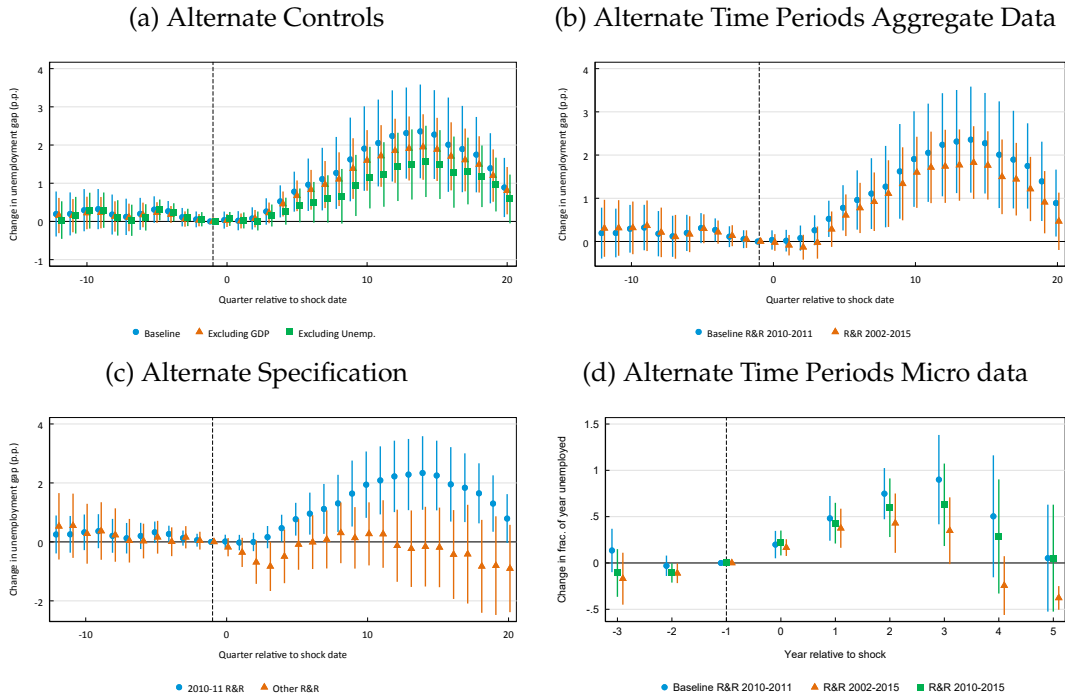 (a) Alternate Controls
Change in unemployment gap (p.p.)
4
3
2
1
0
-1
-10
0
10
20
Quarter relative to shock date
Baseline
Excluding GDP
Excluding Unemp.
(b) Alternate Time Periods Aggregate Data
Change in unemployment gap (p.p.)
4
3
2
1
0
-10
0
10
20
Quarter relative to shock date
Baseline R&R 2010-2011
R&R 2002-2015
(c) Alternate Specification
Change in unemployment gap (p.p.)
4
2
0
-2
-10
0
10
20
Quarter relative to shock date
2010-11 R&R
Other R&R
(d) Alternate Time Periods Micro data
Change in frac. of year unemployed
1.5
1
.5
0
-.5
-3
-2
-1
0
1
2
3
4
5
Year relative to shock
Baseline R&R 2010-2011
R&R 2002-2015
R&R 2010-2015